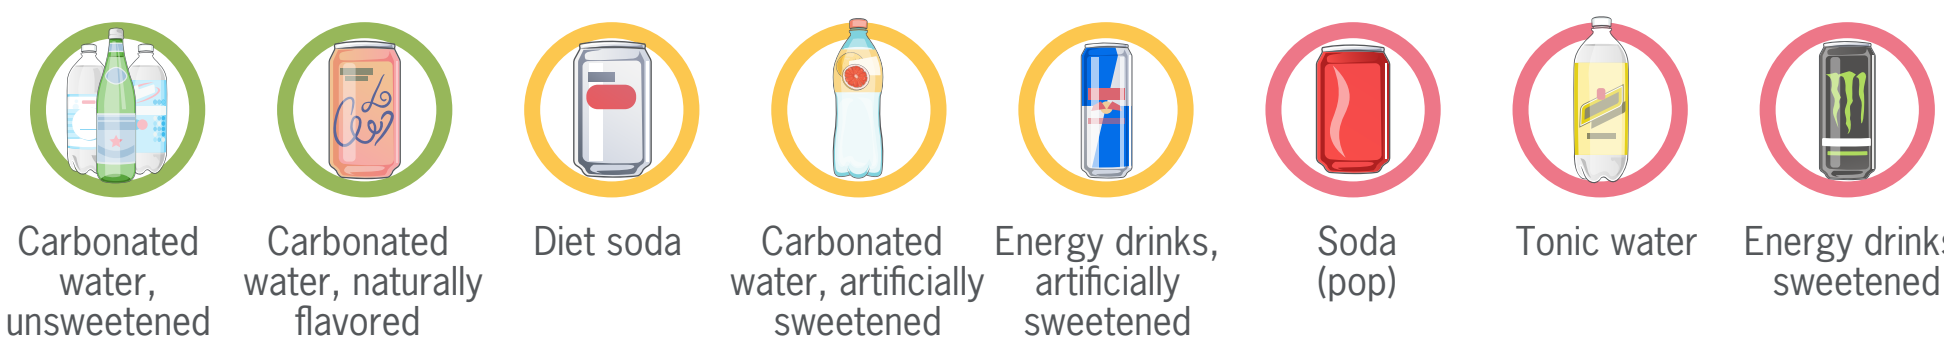 Carbonated
water,
unsweetened
Carbonated
water, naturally
flavored
Diet soda
Carbonated
water, artificially
sweetened
Energy drinks,
artificially
sweetened
Soda
(pop)
Tonic water
Energy drinks
sweetened